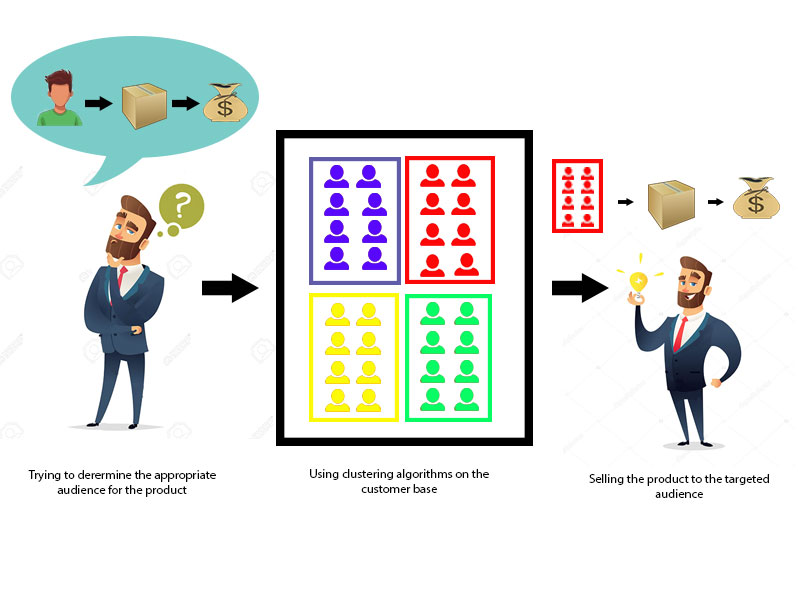 $
?
$
Trying to derermine the appropriate
audience for the product
Using clustering algorithms on the
customer base
Selling the product to the targeted
audience